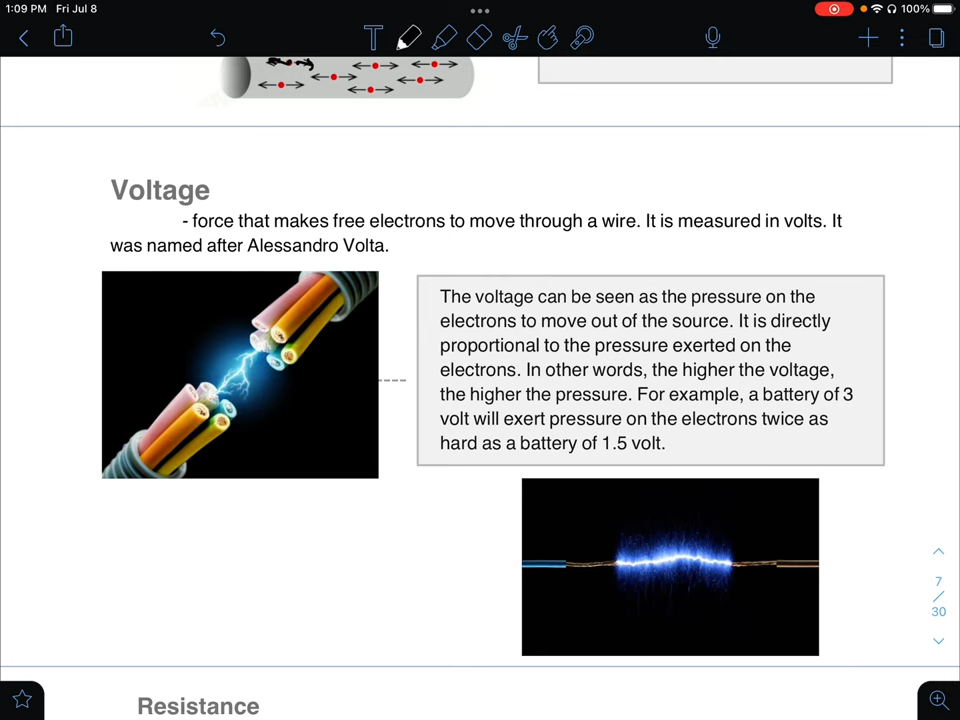 1:09 PM Fri Jul 8
100%
T
Voltage
- force that makes free electrons to move through a wire. It is measured in volts. It
was named after Alessandro Volta.
The voltage can be seen as the pressure on the
electrons to move out of the source. It is directly
proportional to the pressure exerted on the
electrons. In other words, the higher the voltage,
the higher the pressure. For example, a battery of 3
volt will exert pressure on the electrons twice as
hard as a battery of 1.5 volt.
7
/
30
Resistance